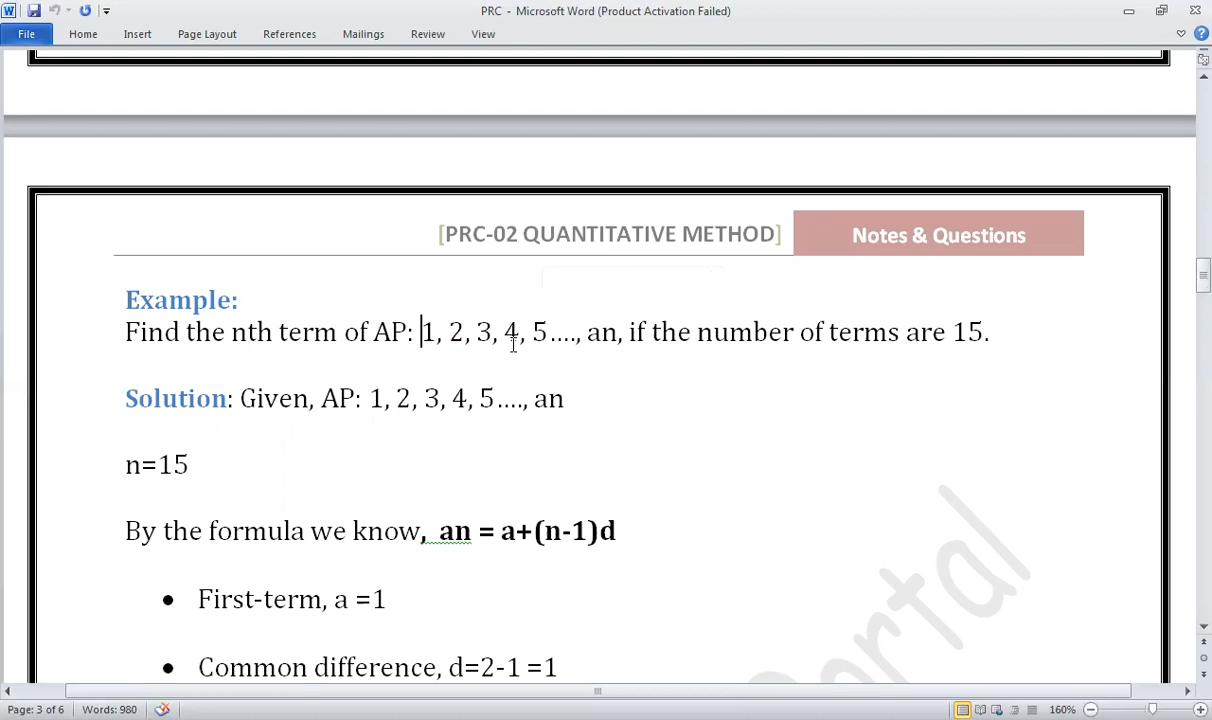 PRC - Microsoft Word (Product Activation Failed)
File Home Insert Page Layout References Mailings Review View
[PRC-02 QUANTITATIVE METHOD] Notes & Questions
Example:
Find the nth term of AP: 1, 2, 3, 4, 5...., an, if the number of terms are 15.
Solution: Given, AP: 1, 2, 3, 4, 5...., an
n=15
By the formula we know, an = a+(n-1)d
• First-term, a =1
• Common difference, d=2-1 =1
Page: 3 of 6 Words: 980 160%